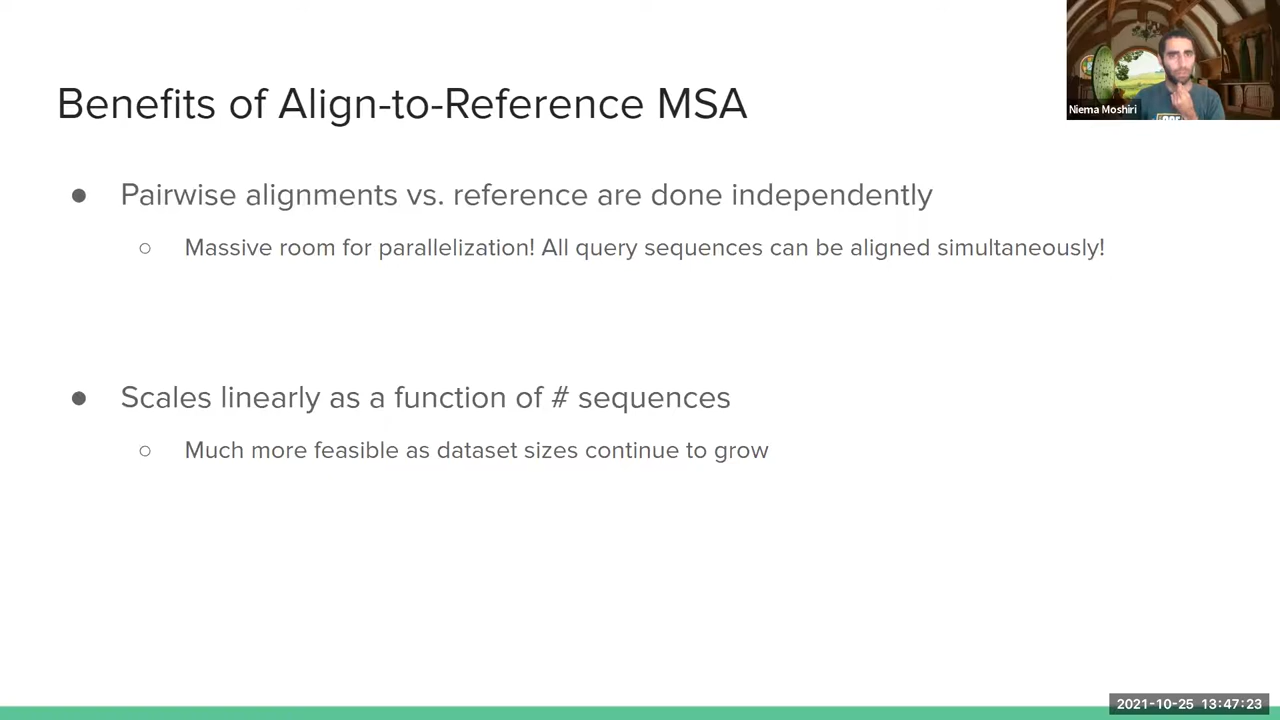 Benefits of Align-to-Reference MSA
Niema Moshiri
● Pairwise alignments vs. reference are done independently
○ Massive room for parallelization! All query sequences can be aligned simultaneously!
● Scales linearly as a function of # sequences
○ Much more feasible as dataset sizes continue to grow
2021-10-25 13:47:23